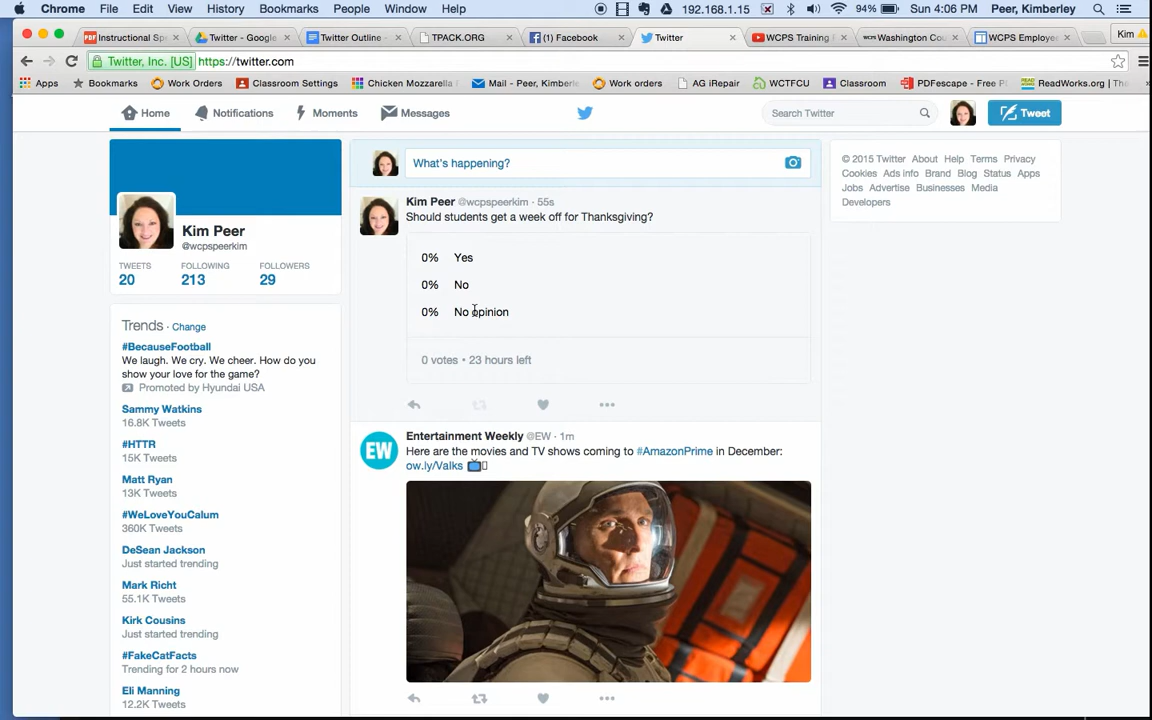 Chrome File Edit View History Bookmarks People Window Help 192.168.1.15 94% Sun 4:06 PM Peer, Kimberley
PDF Instructional Sp Twitter - Google Twitter Outline - TPACK.ORG (1) Facebook Twitter WCPS Training WCPS Washington Cou WCPS Employe Kim
Twitter, Inc. [US] https://twitter.com
Apps Bookmarks Work Orders Classroom Settings Chicken Mozzarella Mail - Peer, Kimberle Work orders AG iRepair WCTFCU Classroom PDFescape - Free P ReadWorks.org | The
Home Notifications Moments Messages Search Twitter Tweet
What's happening?
Kim Peer
@wcpspeerkim
TWEETS FOLLOWING FOLLOWERS
20 213 29
Trends · Change
#BecauseFootball
We laugh. We cry. We cheer. How do you
show your love for the game?
Promoted by Hyundai USA
Sammy Watkins
16.8K Tweets
#HTTR
15K Tweets
Matt Ryan
13K Tweets
#WeLoveYouCalum
360K Tweets
DeSean Jackson
Just started trending
Mark Richt
55.1K Tweets
Kirk Cousins
Just started trending
#FakeCatFacts
Trending for 2 hours now
Eli Manning
12.2K Tweets
Kim Peer @wcpspeerkim · 55s
Should students get a week off for Thanksgiving?
0% Yes
0% No
0% No opinion
0 votes • 23 hours left
EW
Entertainment Weekly @EW · 1m
Here are the movies and TV shows coming to #AmazonPrime in December:
ow.ly/Valks
© 2015 Twitter About Help Terms Privacy
Cookies Ads info Brand Blog Status Apps
Jobs Advertise Businesses Media
Developers